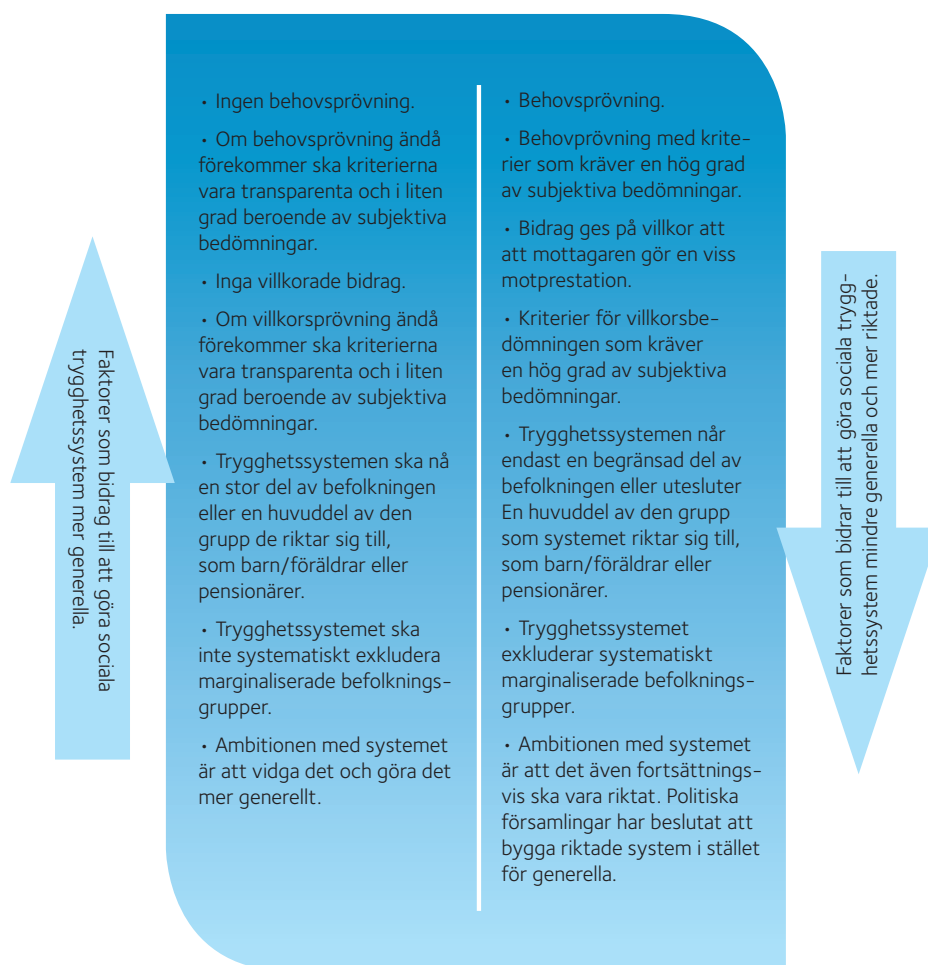 Faktorer som bidrag till att göra sociala
trygghetssystem mer generella.
• Ingen behovsprövning.
• Om behovsprövning ändå
förekommer ska kriterierna
vara transparenta och i liten
grad beroende av subjektiva
bedömningar.
• Inga villkorade bidrag.
• Om villkorsprövning ändå
förekommer ska kriterierna
vara transparenta och i liten
grad beroende av subjektiva
bedömningar.
• Trygghetssystemen ska nå
en stor del av befolkningen
eller en huvuddel av den
grupp de riktar sig till,
som barn/föräldrar eller
pensionärer.
• Trygghetssystemet ska
inte systematiskt exkludera
marginaliserade befolknings-
grupper.
• Ambitionen med systemet
är att vidga det och göra det
mer generellt.
• Behovsprövning.
• Behovprövning med krite-
rier som kräver en hög grad
av subjektiva bedömningar.
• Bidrag ges på villkor att
att mottagaren gör en viss
motprestation.
• Kriterier för villkorsbe-
dömningen som kräver
en hög grad av subjektiva
bedömningar.
• Trygghetssystemen når
endast en begränsad del av
befolkningen eller utesluter
En huvuddel av den grupp
som systemet riktar sig till,
som barn/föräldrar eller
pensionärer.
• Trygghetssystemet
exkluderar systematiskt
marginaliserade befolknings-
grupper.
• Ambitionen med systemet
är att det även fortsättnings-
vis ska vara riktat. Politiska
församlingar har beslutat att
bygga riktade system i stället
för generella.
Faktorer som bidrar till att göra sociala trygg-
hetssystem mindre generella och mer riktade.